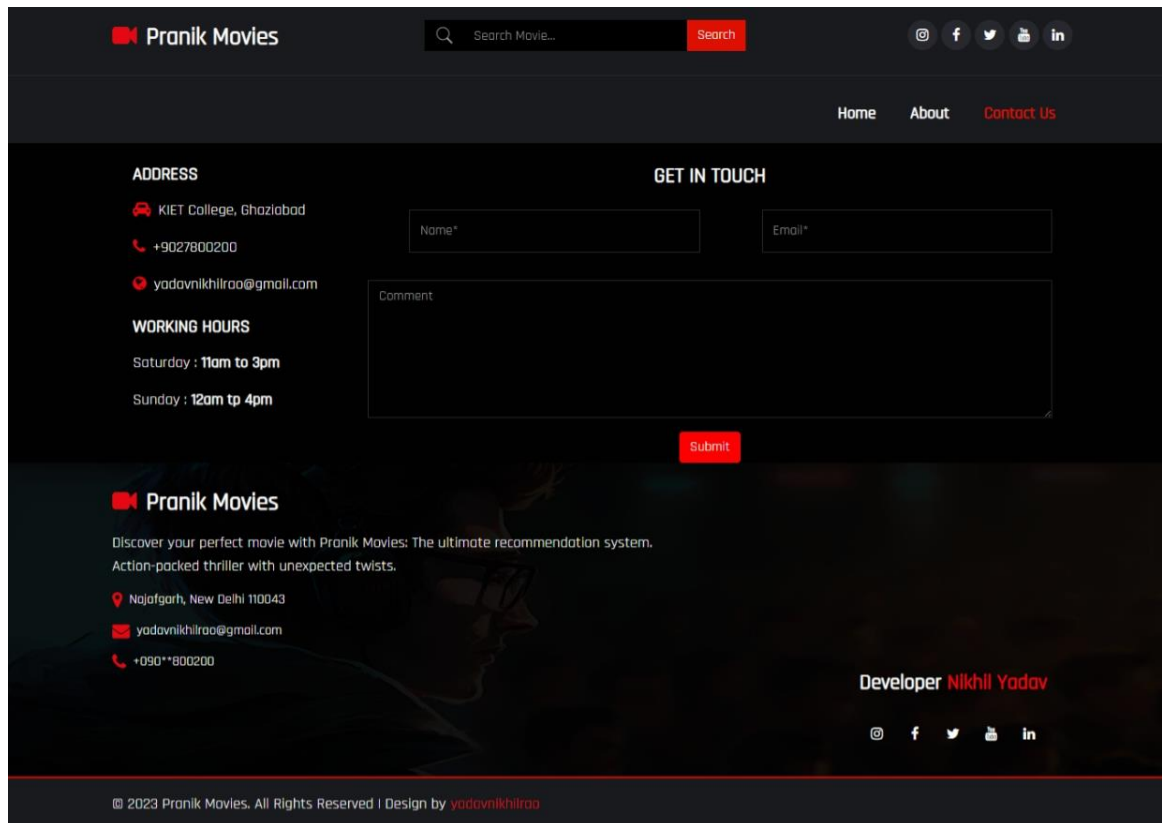 Pranik Movies
Search Movie...
Search
Home About Contact Us
ADDRESS
KIET College, Ghaziabad
+9027800200
yadavnikhilrao@gmail.com
WORKING HOURS
Saturday : 11am to 3pm
Sunday : 12am tp 4pm
GET IN TOUCH
Name*
Email*
Comment
Submit
Pranik Movies
Discover your perfect movie with Pranik Movies: The ultimate recommendation system.
Action-packed thriller with unexpected twists.
Najafgarh, New Delhi 110043
yadavnikhilrao@gmail.com
+090**800200
Developer Nikhil Yadav
© 2023 Pranik Movies. All Rights Reserved | Design by yadavnikhilrao